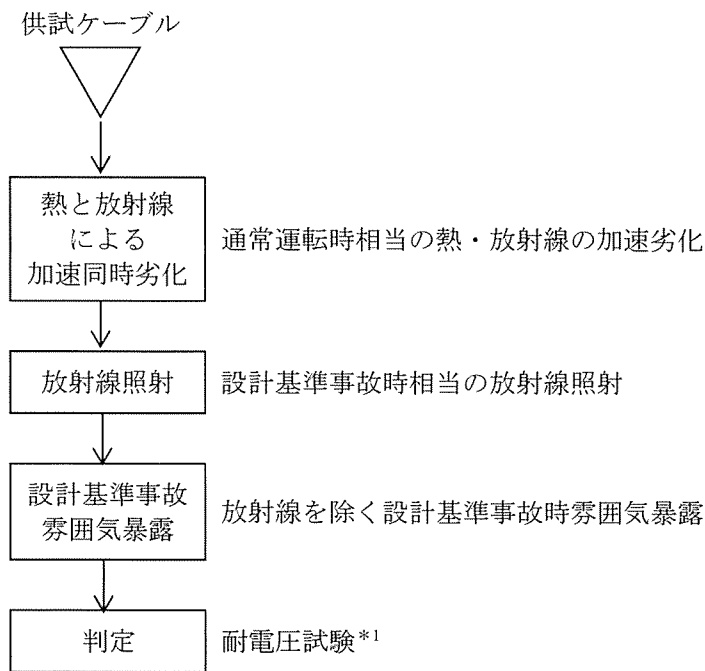 供試ケーブル
熱と放射線
による
加速同時劣化
通常運転時相当の熱・放射線の加速劣化
放射線照射
設計基準事故時相当の放射線照射
設計基準事故
雰囲気暴露
放射線を除く設計基準事故時雰囲気暴露
判定
耐電圧試験*1